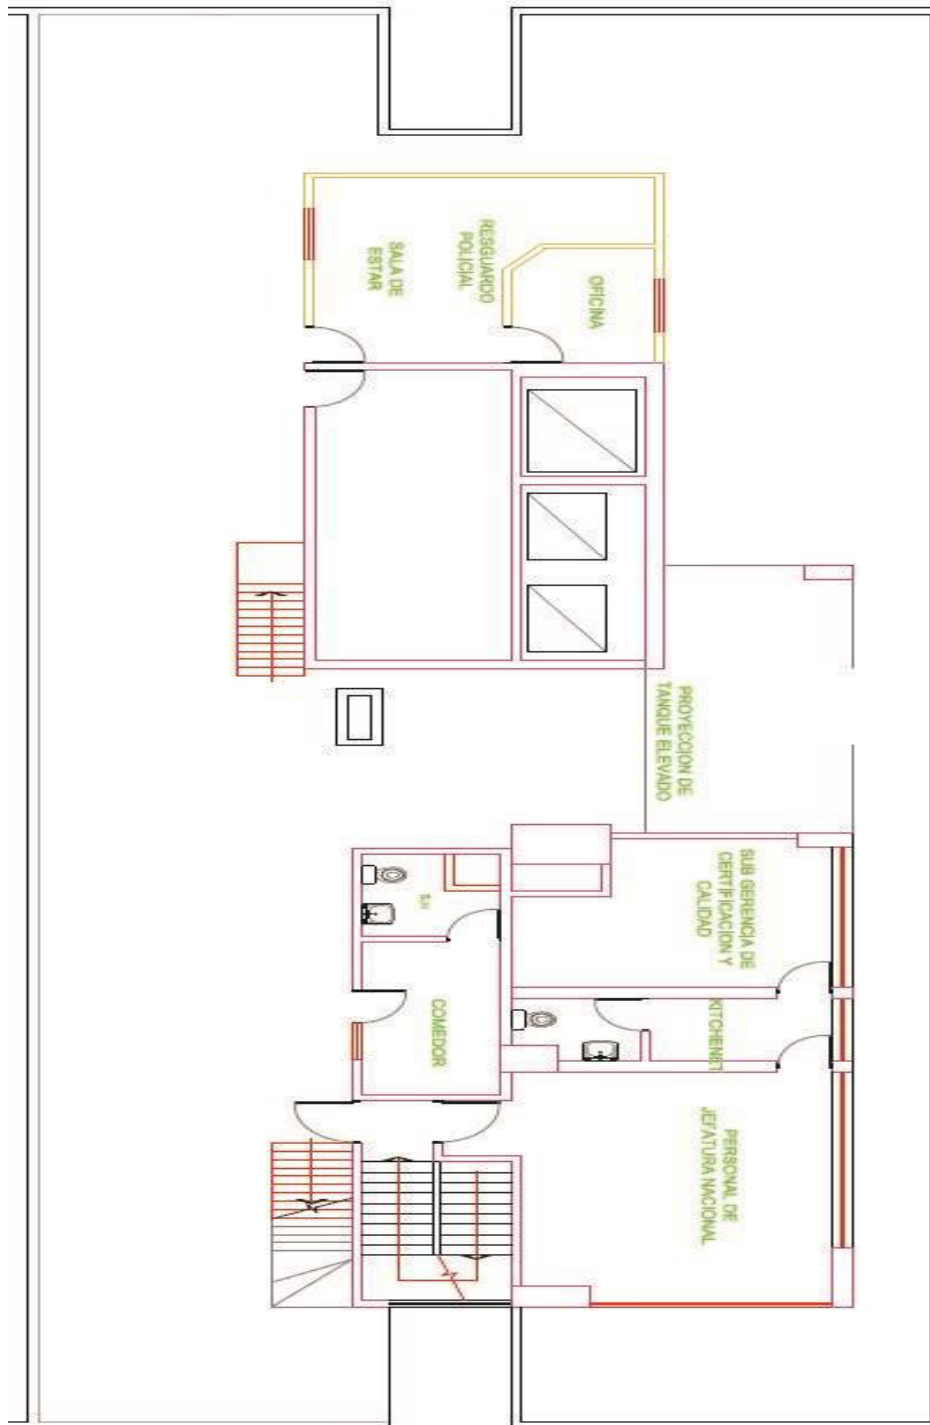 RESGUARDO
POLICIAL
SALA DE
ESTAR
OFICINA
PROYECCION DE
TANQUE ELEVADO
SUB GERENCIA DE
CERTIFICACION Y
CALIDAD
S.H
COMEDOR
KITCHENET
PERSONAL DE
JEFATURA NACIONAL